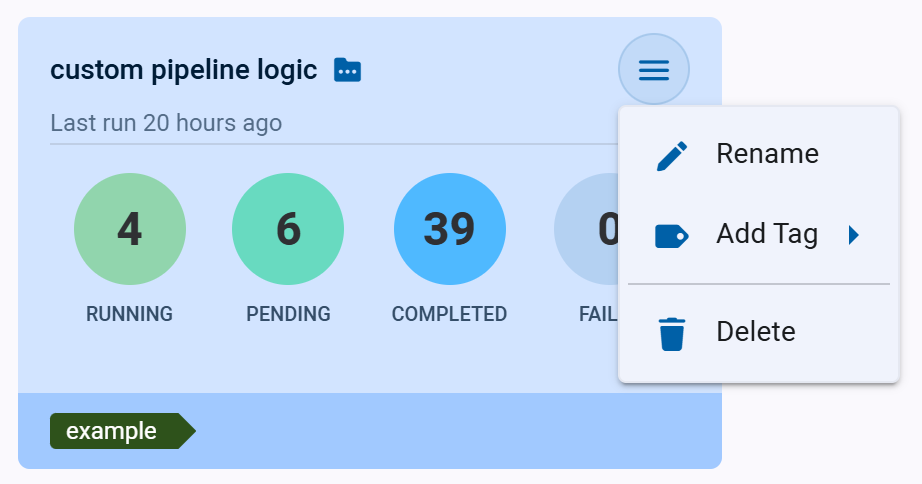 custom pipeline logic
Last run 20 hours ago
4 6 39 0
RUNNING PENDING COMPLETED FAIL
Rename
Add Tag
Delete
example